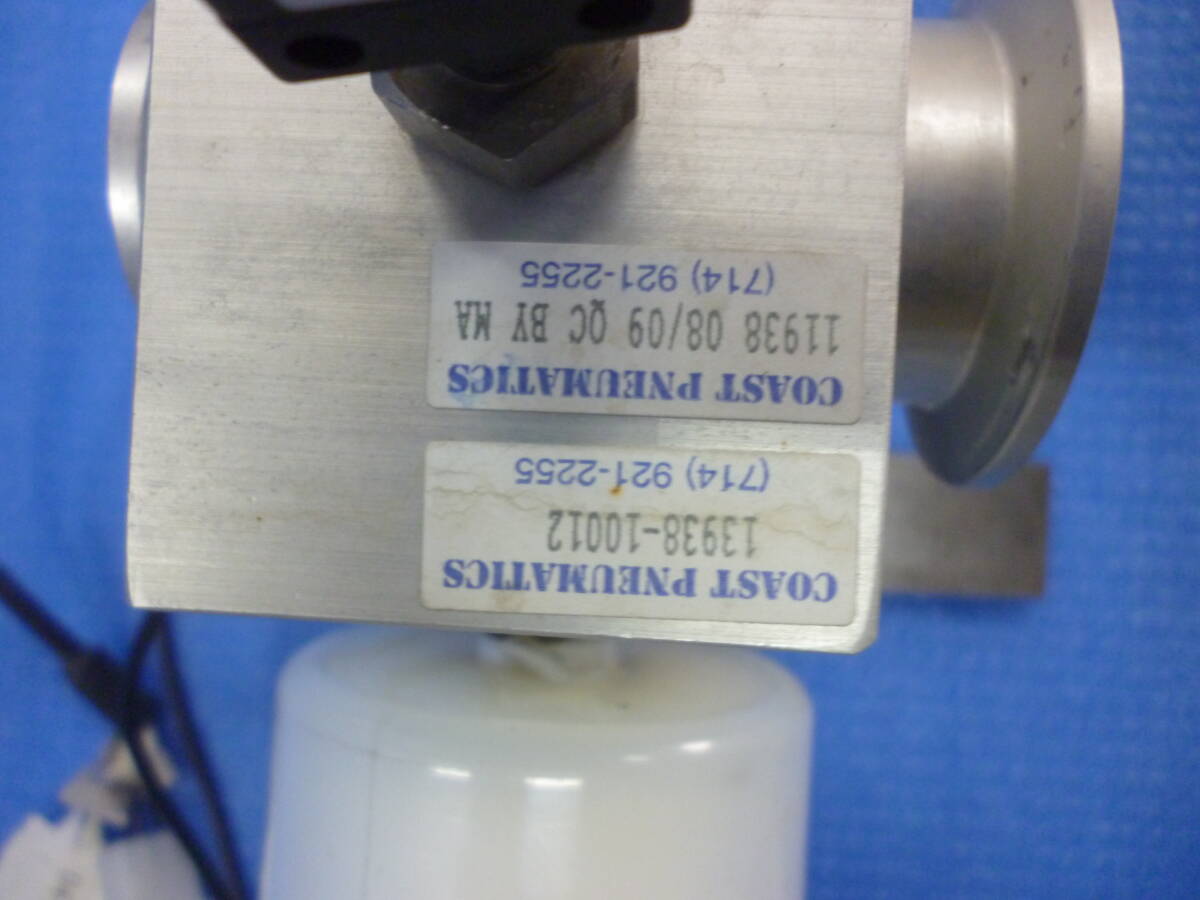 COAST PNEUMATICS
13938-10012
(714) 921-2255
COAST PNEUMATICS
11938 08/09 QC BY MA
(714) 921-2255